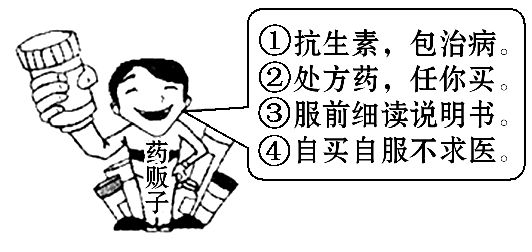 ①抗生素，包治病。
②处方药，任你买。
③服前细读说明书。
④自买自服不求医。
药贩子